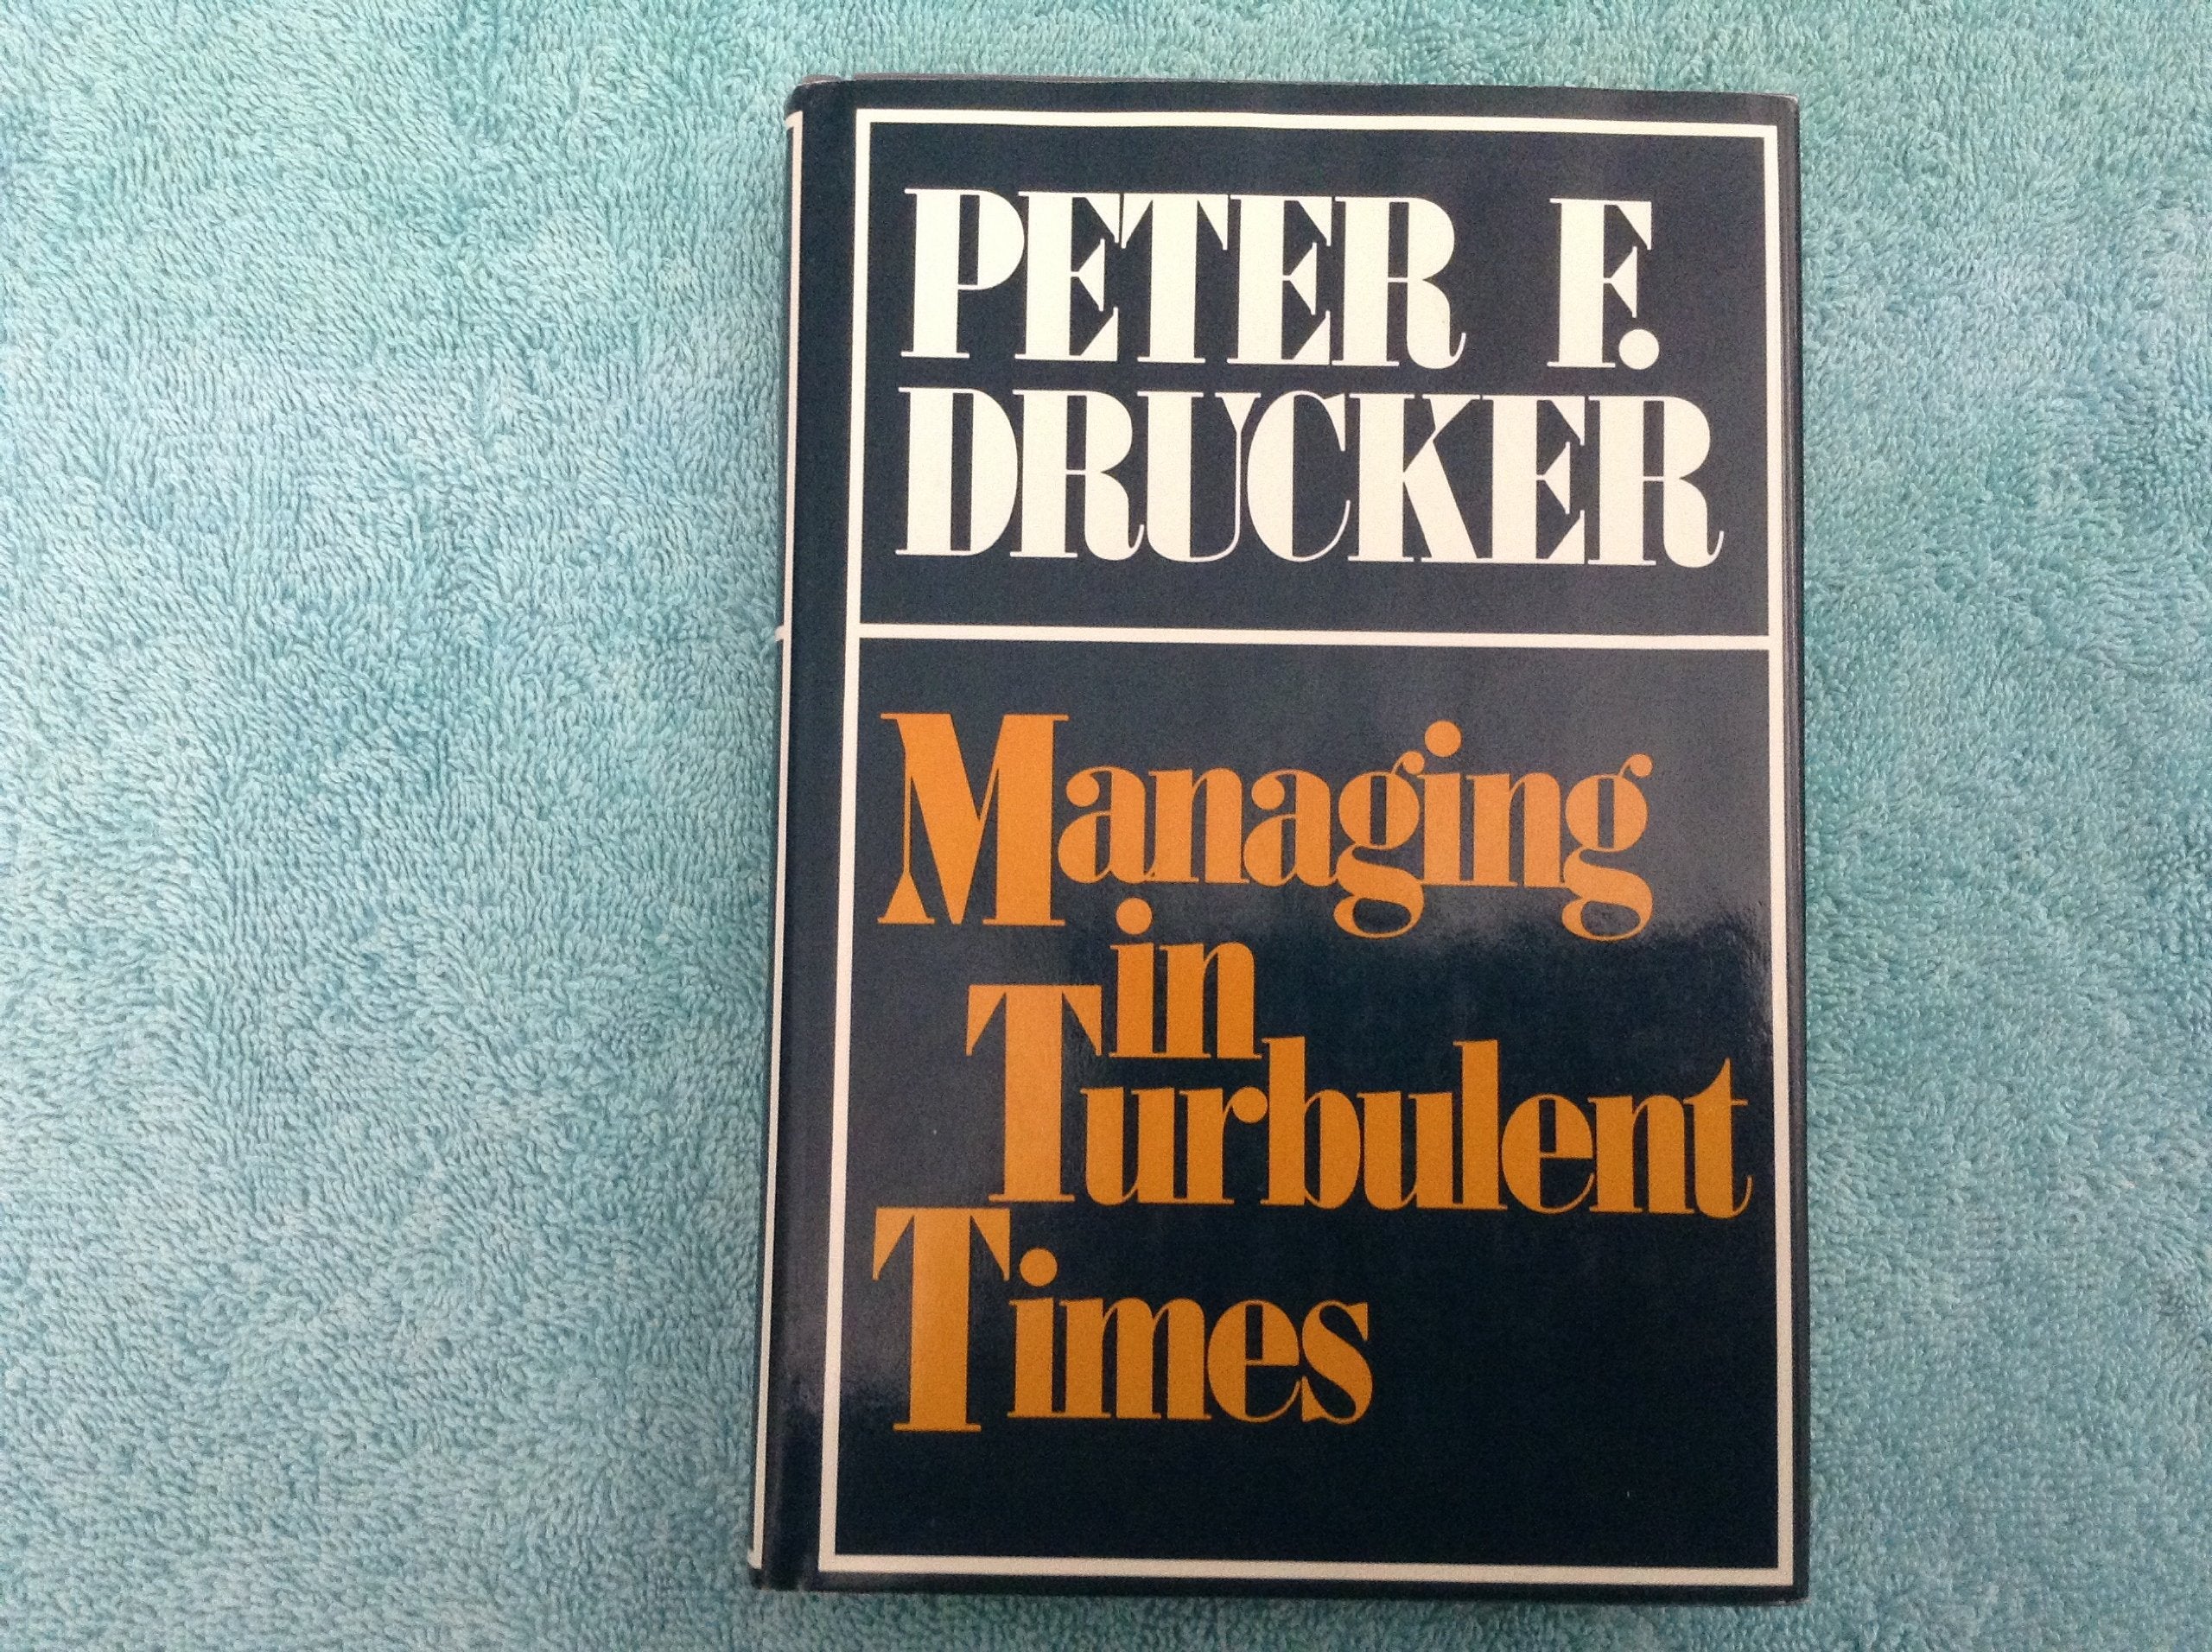 PETER F.
DRUCKER
Managing
in
Turbulent
Times